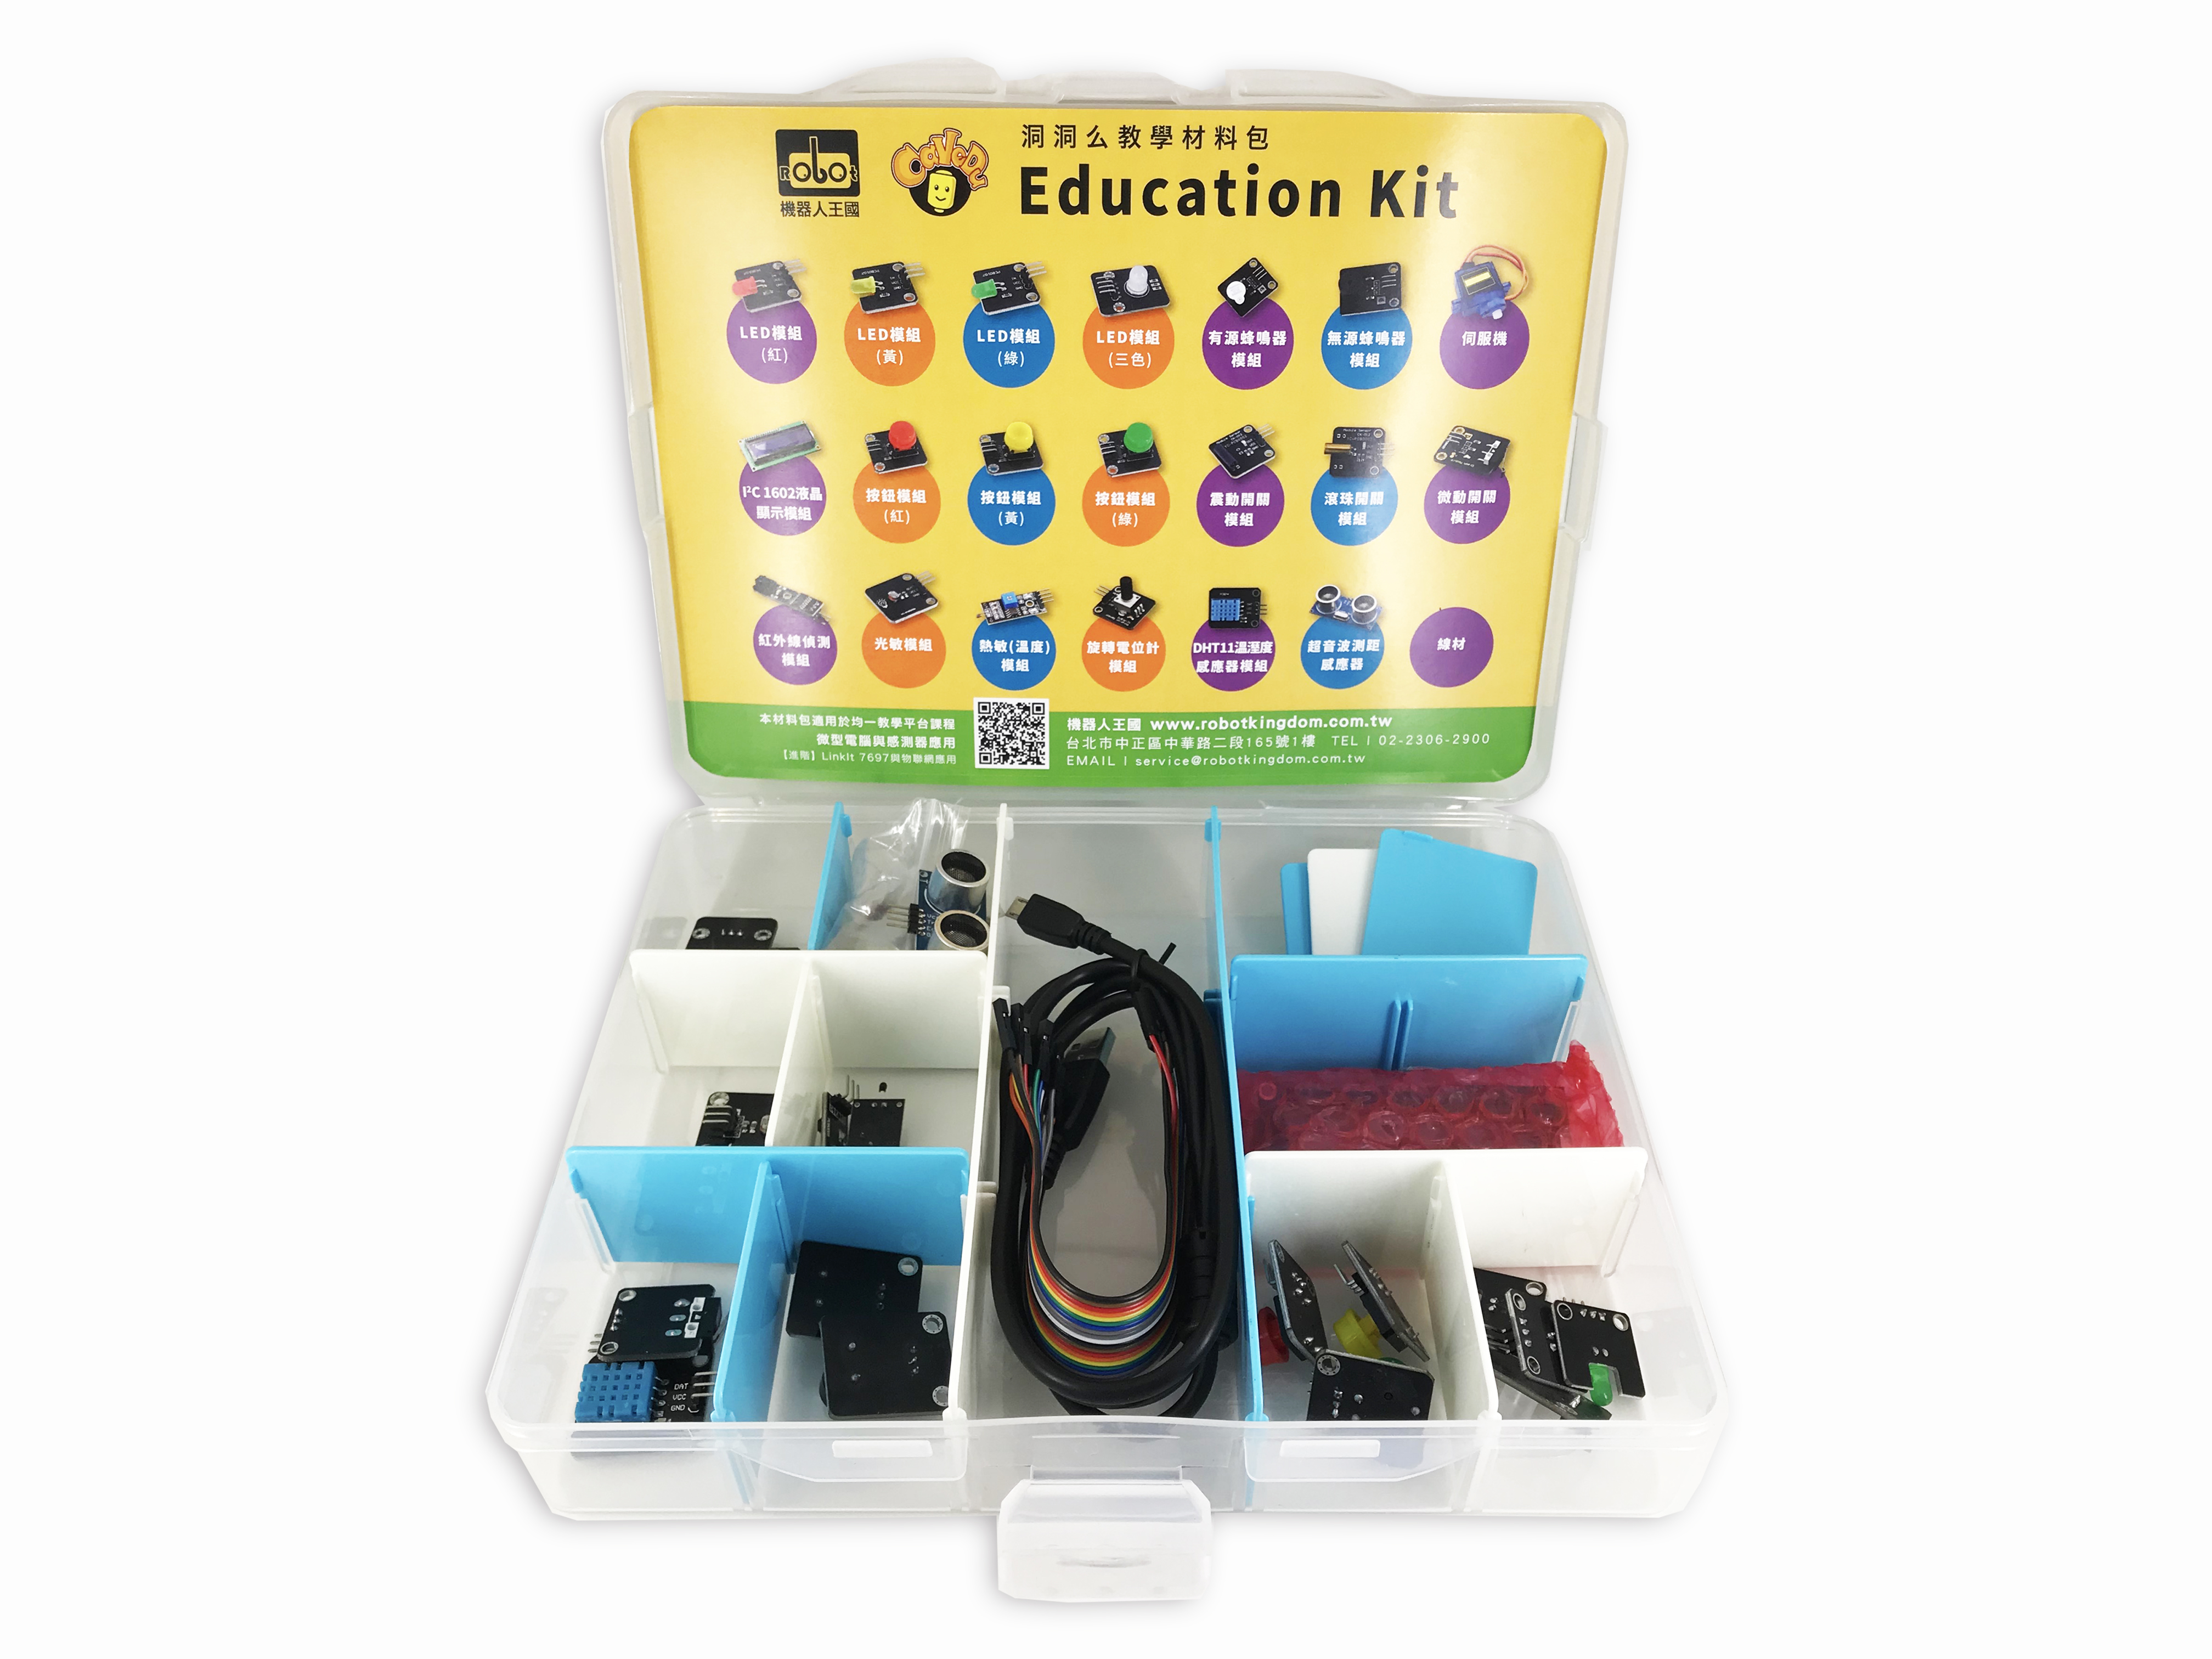 洞洞么教學材料包
Robot
CAVEDU
Education Kit
機器人王國
LED模組
(紅)
LED模組
(黃)
LED模組
(綠)
LED模組
(三色)
有源蜂鳴器
模組
無源蜂鳴器
模組
伺服機
I²C 1602液晶
顯示模組
按鈕模組
(紅)
按鈕模組
(黃)
按鈕模組
(綠)
震動開關
模組
滾珠開關
模組
微動開關
模組
紅外線偵測
模組
光敏模組
熱敏(溫度)
模組
旋轉電位計
模組
DHT11溫溼度
感應器模組
超音波測距
感應器
線材
本材料包適用於均一教學平台課程
微型電腦與感測器應用
【進階】LinkIt 7697與物聯網應用
機器人王國 www.robotkingdom.com.tw
台北市中正區中華路二段165號1樓 TEL | 02-2306-2900
EMAIL | service@robotkingdom.com.tw
DAT
VCC
GND